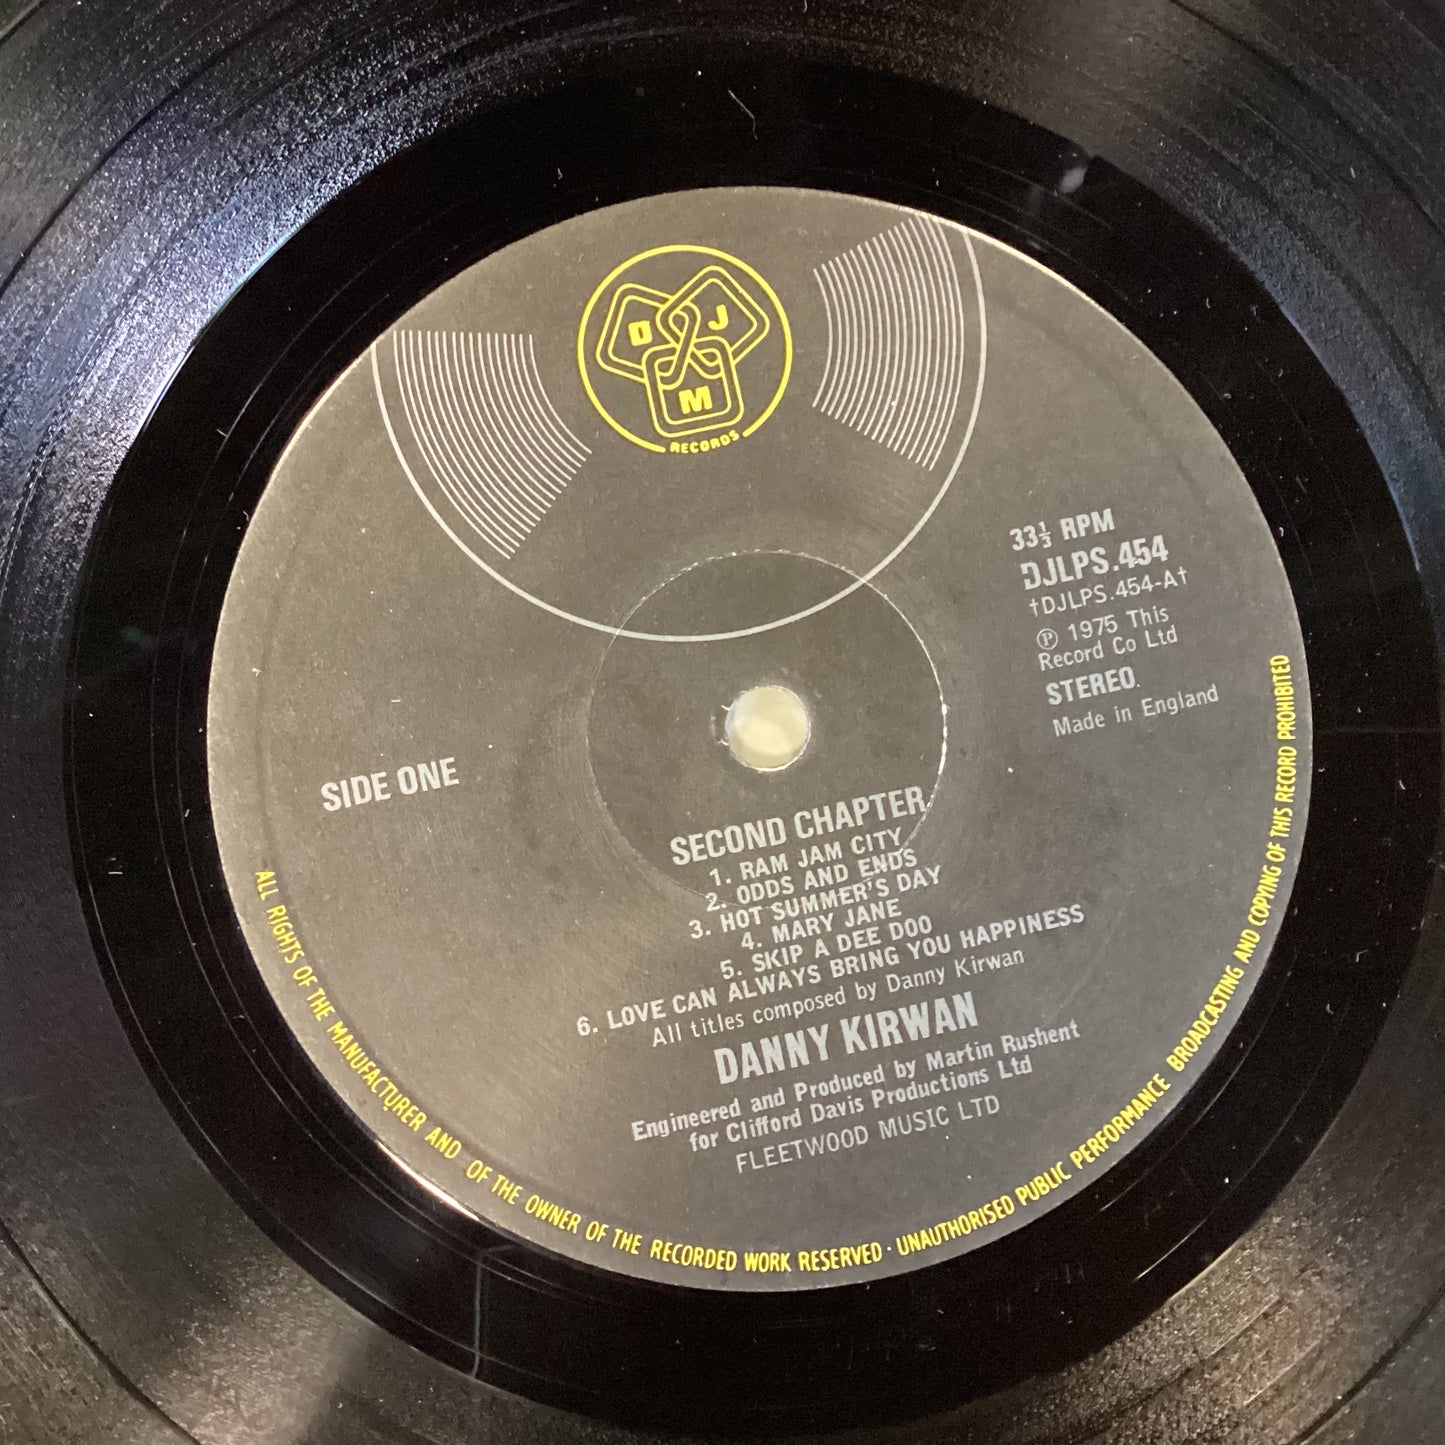 D J
M
RECORDS
33⅓ RPM
DJLPS.454
†DJLPS.454-A†
℗ 1975 This
Record Co Ltd
STEREO
Made in England
SIDE ONE
SECOND CHAPTER
1. RAM JAM CITY
2. ODDS AND ENDS
3. HOT SUMMER'S DAY
4. MARY JANE
5. SKIP A DEE DOO
6. LOVE CAN ALWAYS BRING YOU HAPPINESS
All titles composed by Danny Kirwan
DANNY KIRWAN
Engineered and Produced by Martin Rushent
for Clifford Davis Productions Ltd
FLEETWOOD MUSIC LTD
ALL RIGHTS OF THE MANUFACTURER AND OF THE OWNER OF THE RECORDED WORK RESERVED · UNAUTHORISED PUBLIC PERFORMANCE BROADCASTING AND COPYING OF THIS RECORD PROHIBITED